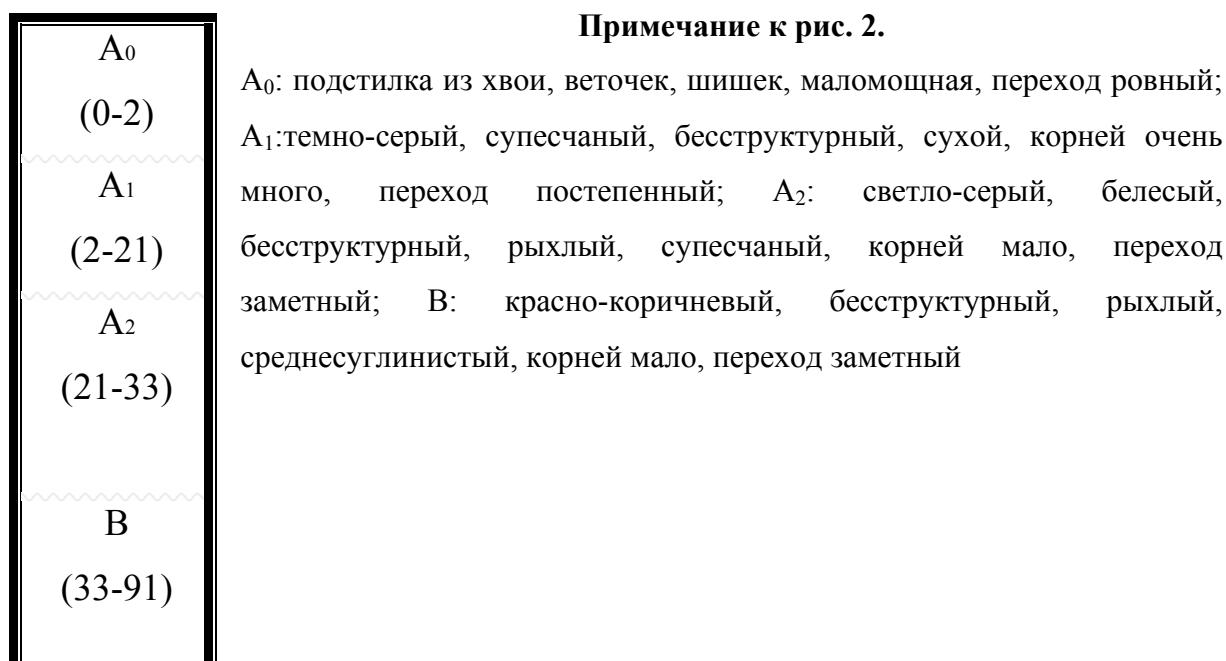 A₀
(0-2)
A₁
(2-21)
A₂
(21-33)
B
(33-91)
Примечание к рис. 2.
A₀: подстилка из хвои, веточек, шишек, маломощная, переход ровный;
A₁:темно-серый, супесчаный, бесструктурный, сухой, корней очень
много, переход постепенный; A₂: светло-серый, белесый,
бесструктурный, рыхлый, супесчаный, корней мало, переход
заметный; B: красно-коричневый, бесструктурный, рыхлый,
среднесуглинистый, корней мало, переход заметный